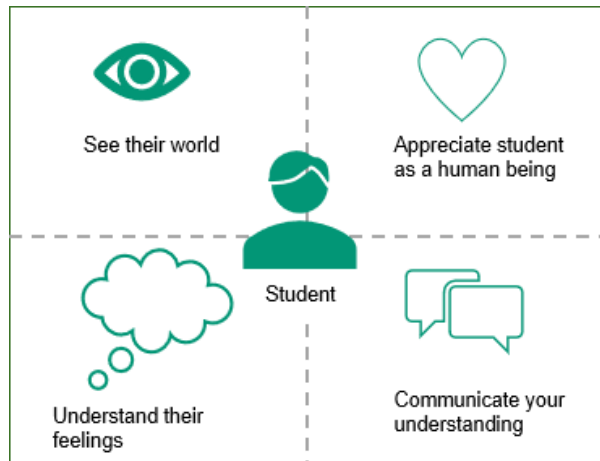 See their world
Appreciate student
as a human being
Student
Understand their
feelings
Communicate your
understanding